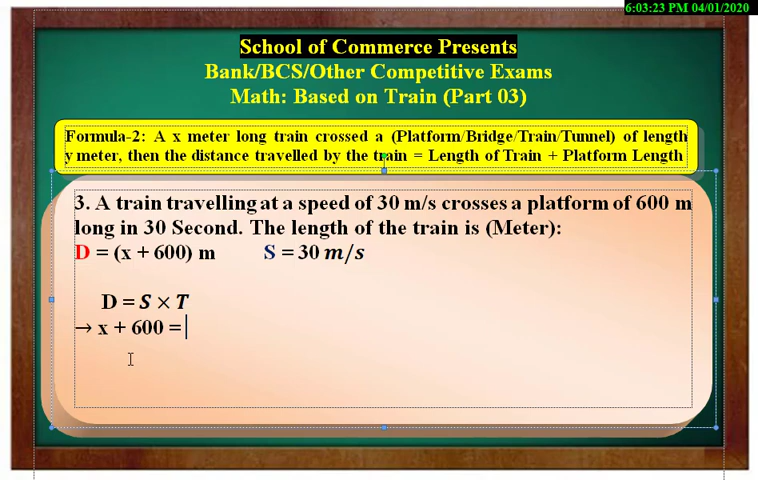 6:03:23 PM 04/01/2020
School of Commerce Presents
Bank/BCS/Other Competitive Exams
Math: Based on Train (Part 03)
Formula-2: A x meter long train crossed a (Platform/Bridge/Train/Tunnel) of length
y meter, then the distance travelled by the train = Length of Train + Platform Length
3. A train travelling at a speed of 30 m/s crosses a platform of 600 m
long in 30 Second. The length of the train is (Meter):
D = (x + 600) m S = 30 m/s
D = S × T
→ x + 600 =